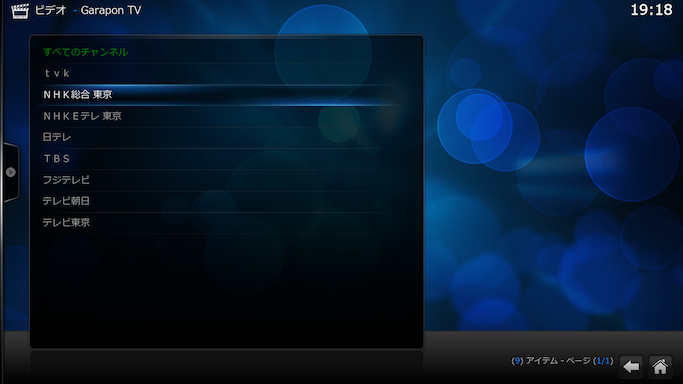 ビデオ - Garapon TV
19:18
すべてのチャンネル
ｔｖｋ
ＮＨＫ総合 東京
ＮＨＫＥテレ 東京
日テレ
ＴＢＳ
フジテレビ
テレビ朝日
テレビ東京
(9) アイテム - ページ (1/1)